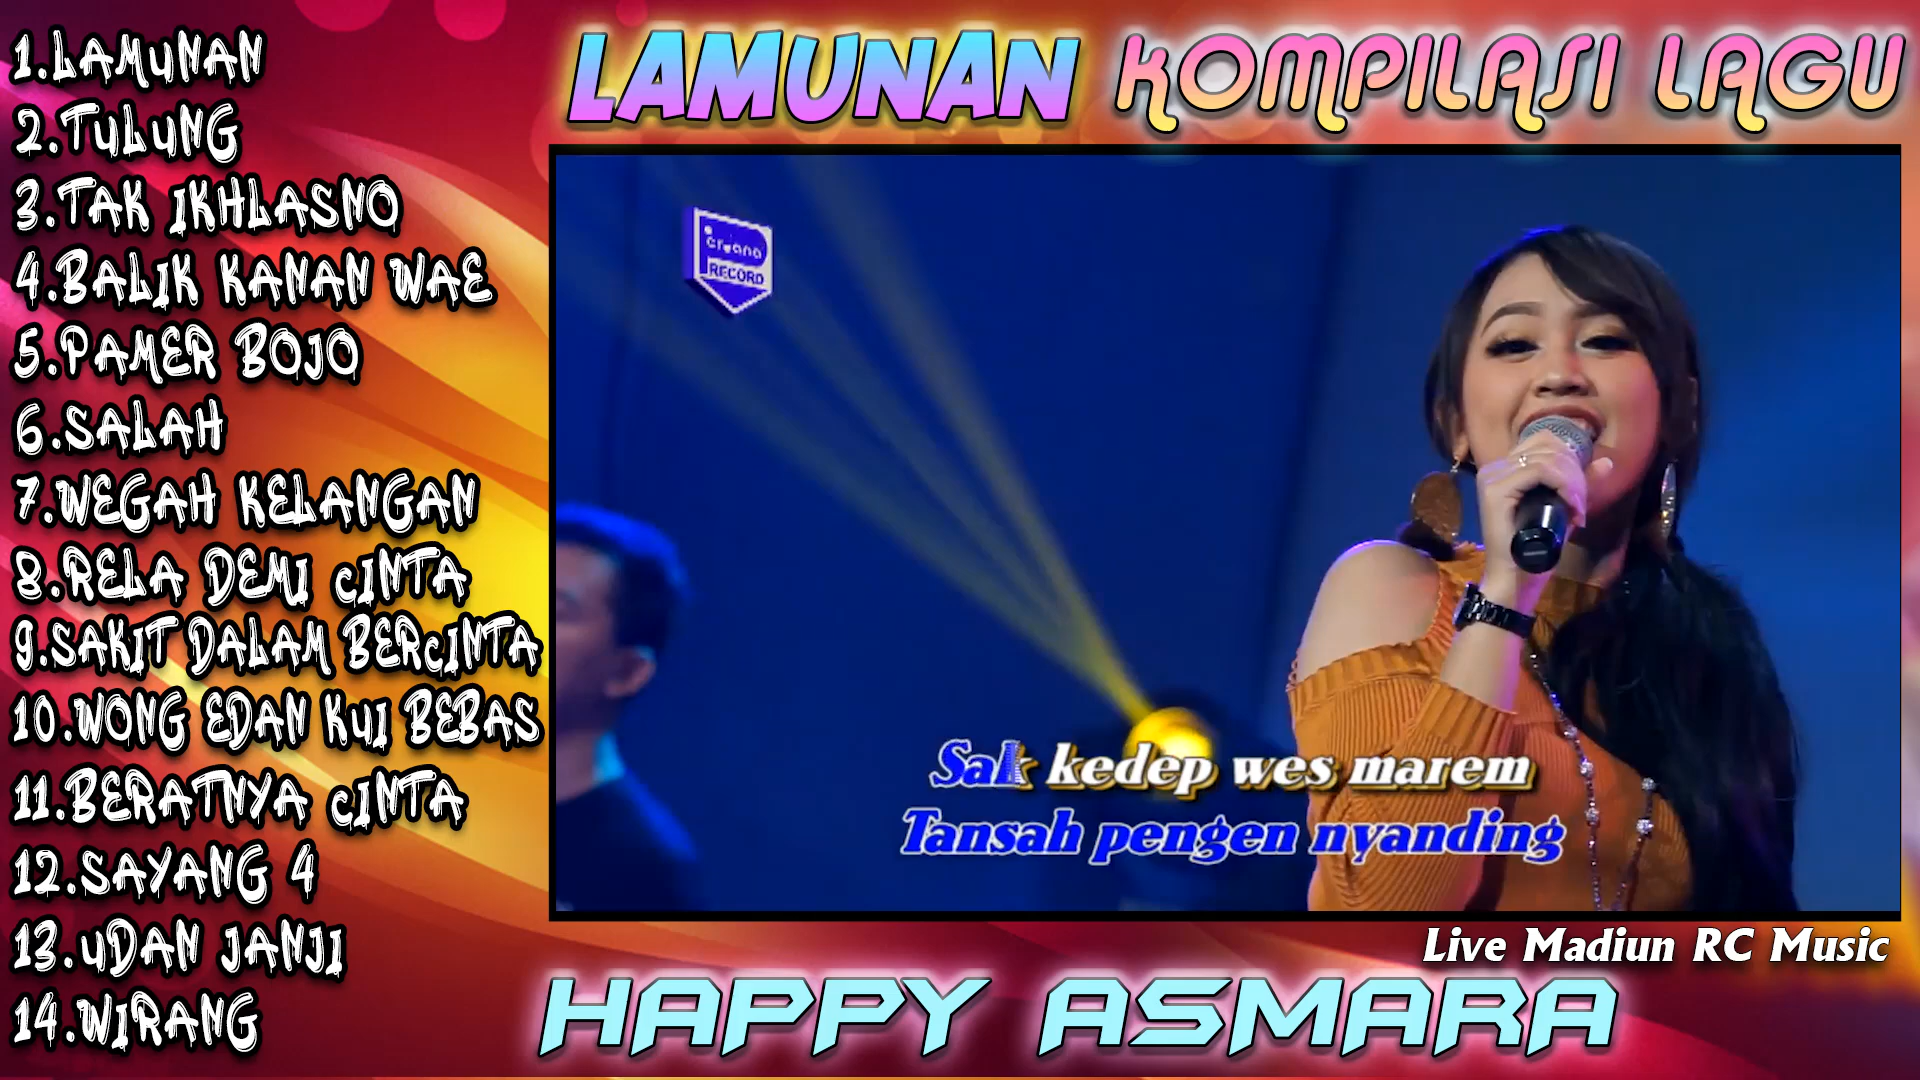 1.LAMUNAN
2.TULUNG
3.TAK IKHLASNO
4.BALIK KANAN WAE
5.PAMER BOJO
6.SALAH
7.WEGAH KELANGAN
8.RELA DEMI CINTA
9.SAKIT DALAM BERCINTA
10.WONG EDAN KUI BEBAS
11.BERATNYA CINTA
12.SAYANG 4
13.UDAN JANJI
14.WIRANG
LAMUNAN KOMPILASI LAGU
Perdana
RECORD
Sak kedep wes marem
Tansah pengen nyanding
Live Madiun RC Music
HAPPY ASMARA